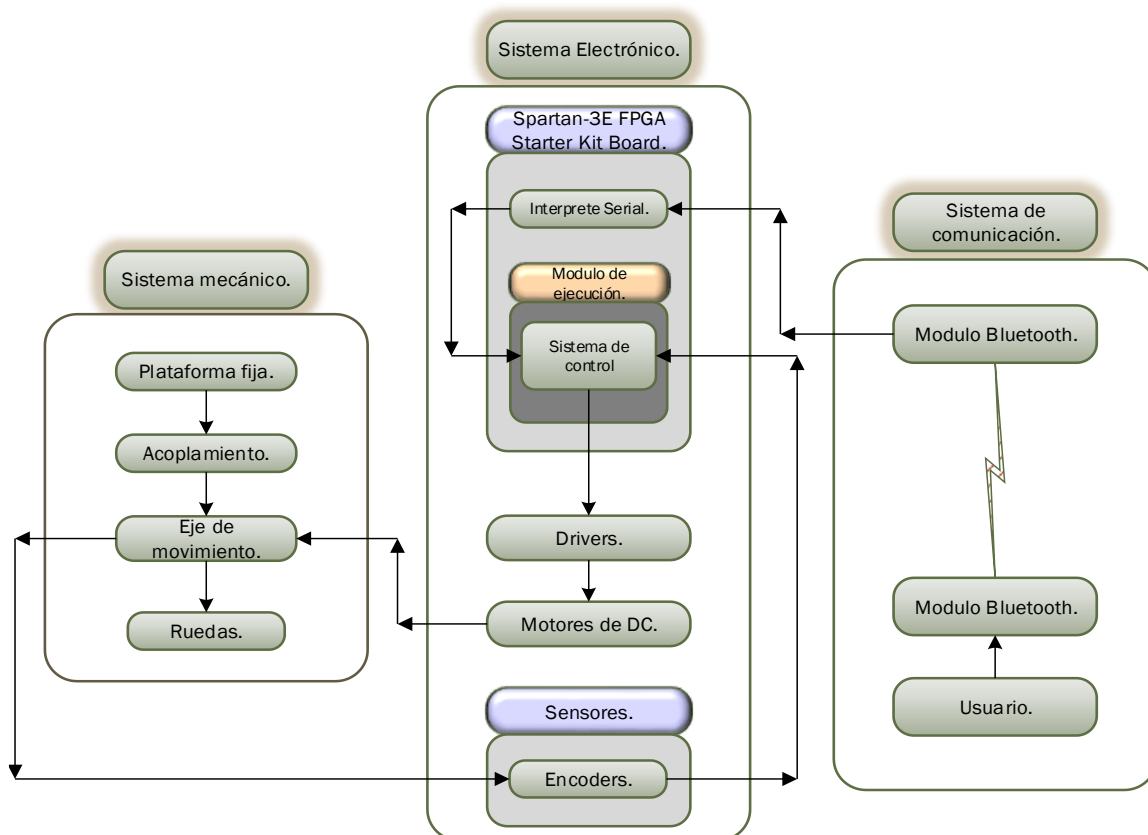 Sistema Electrónico.
Spartan-3E FPGA
Starter Kit Board.
Interprete Serial.
Modulo de
ejecución.
Sistema de
control
Drivers.
Motores de DC.
Sensores.
Encoders.
Sistema mecánico.
Plataforma fija.
Acoplamiento.
Eje de
movimiento.
Ruedas.
Sistema de
comunicación.
Modulo Bluetooth.
Modulo Bluetooth.
Usuario.